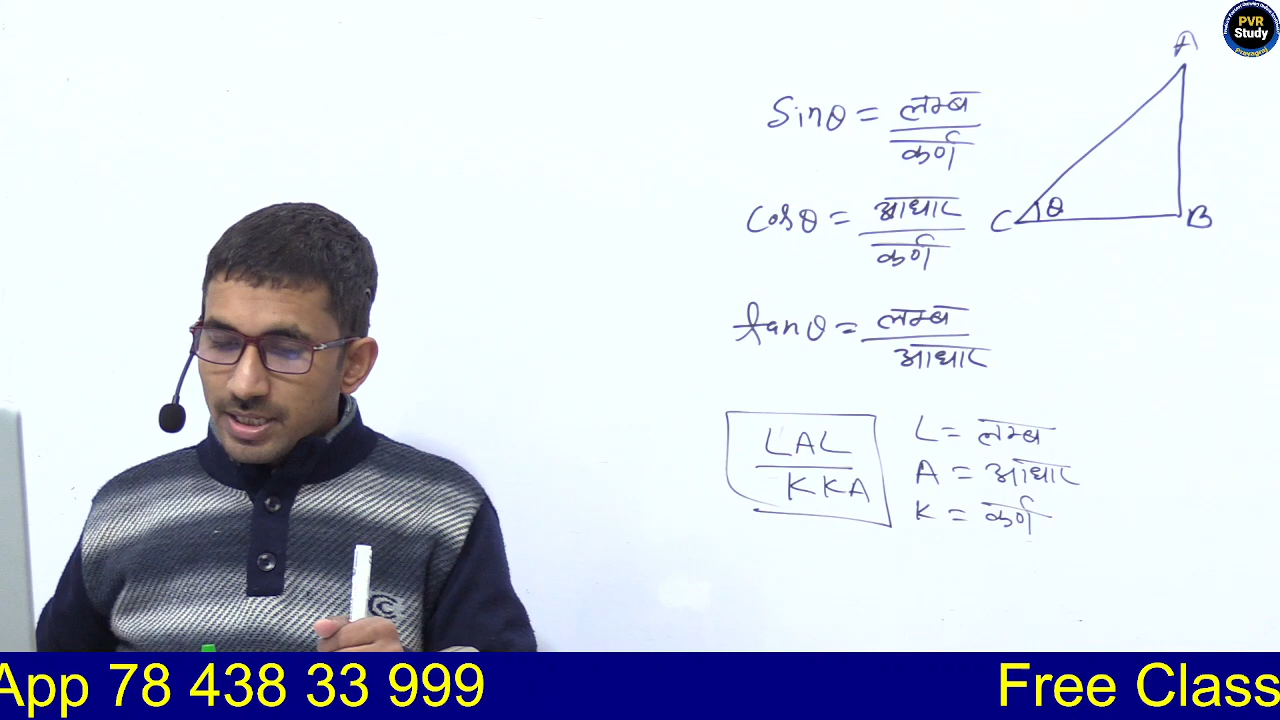 PVR
Study
Prayagraj
A
Sinθ = लम्ब
कर्ण
Cosθ = आधार
कर्ण
C θ B
tanθ = लम्ब
आधार
LAL
KKA
L = लम्ब
A = आधार
K = कर्ण
App 78 438 33 999
Free Class